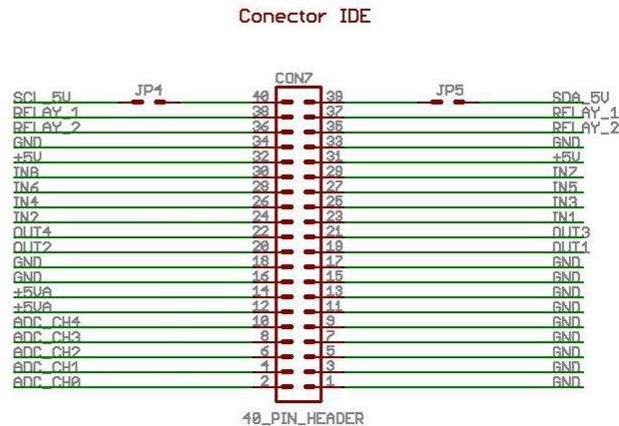 Conector IDE
CON7
JP4 JP5
SCL_5V 40 39 SDA_5V
RELAY_1 38 37 RELAY_1
RELAY_2 36 35 RELAY_2
GND 34 33 GND
+5V 32 31 +5V
IN8 30 29 IN7
IN6 28 27 IN5
IN4 26 25 IN3
IN2 24 23 IN1
OUT4 22 21 OUT3
OUT2 20 19 OUT1
GND 18 17 GND
GND 16 15 GND
+5VA 14 13 GND
+5VA 12 11 GND
ADC_CH4 10 9 GND
ADC_CH3 8 7 GND
ADC_CH2 6 5 GND
ADC_CH1 4 3 GND
ADC_CH0 2 1 GND
40_PIN_HEADER